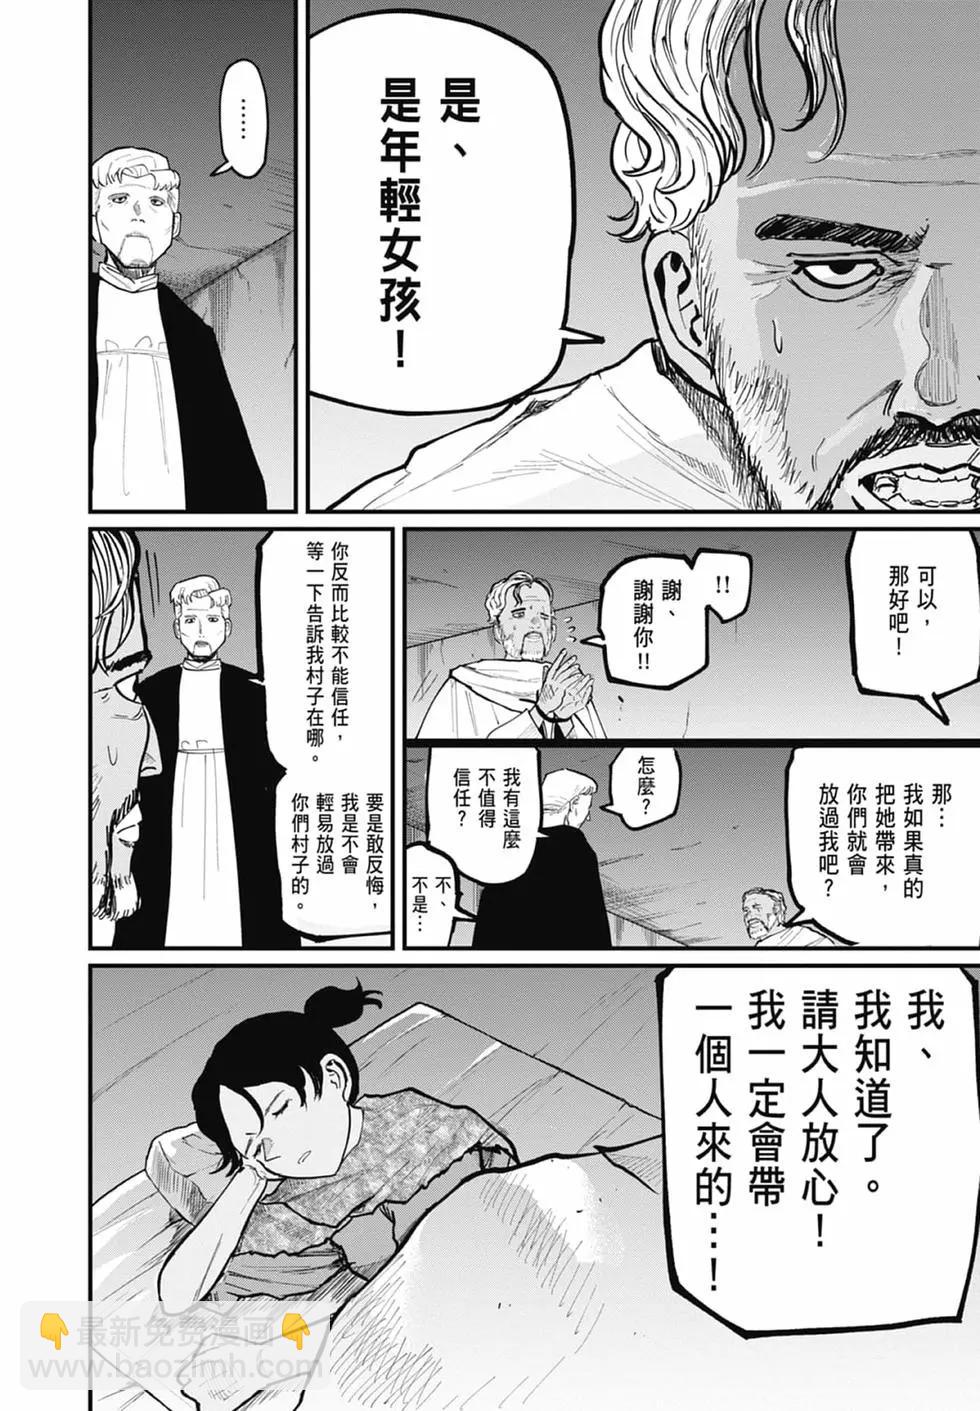 是、
是年輕女孩！
……
可以，
那好吧！
!!
謝、
謝謝你!!
那…
我如果真的
把她帶來，
你們就會
放過我吧？
怎麼？
我有這麼
不值得
信任？
不、
不是…
你反而比較不能信任，
等一下告訴我村子在哪。
要是敢反悔，
我是不會
輕易放過
你們村子的。
我、
我知道了。
請大人放心！
我一定會帶
一個人來的…！
最新免費漫画
www.baozimh.com